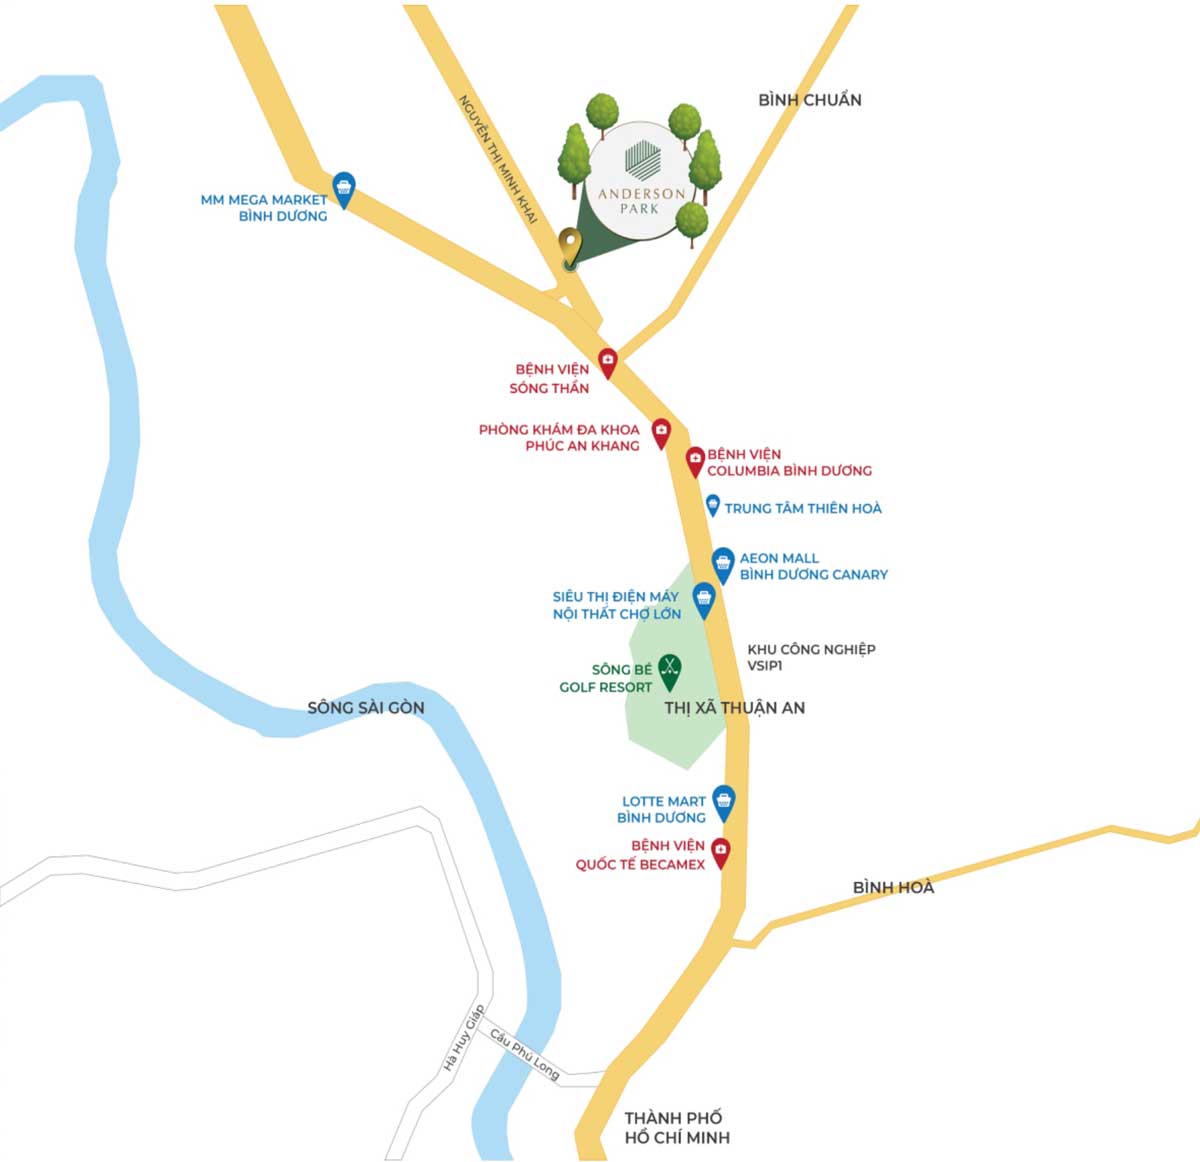 BÌNH CHUẨN
NGUYỄN THỊ MINH KHAI
ANDERSON
PARK
MM MEGA MARKET
BÌNH DƯƠNG
BỆNH VIỆN
SÓNG THẦN
PHÒNG KHÁM ĐA KHOA
PHÚC AN KHANG
BỆNH VIỆN
COLUMBIA BÌNH DƯƠNG
TRUNG TÂM THIÊN HOÀ
AEON MALL
BÌNH DƯƠNG CANARY
SIÊU THỊ ĐIỆN MÁY
NỘI THẤT CHỢ LỚN
KHU CÔNG NGHIỆP
VSIP1
SÔNG BÉ
GOLF RESORT
SÔNG SÀI GÒN
THỊ XÃ THUẬN AN
LOTTE MART
BÌNH DƯƠNG
BỆNH VIỆN
QUỐC TẾ BECAMEX
BÌNH HOÀ
Hà Huy Giáp
Cầu Phú Long
THÀNH PHỐ
HỒ CHÍ MINH